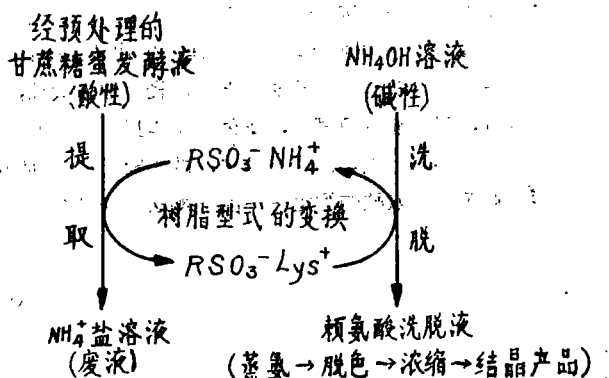 经预处理的
甘蔗糖蜜发酵液
(酸性)
NH4OH溶液
(碱性)
提
取
RSO₃⁻NH₄⁺
树脂型式的变换
RSO₃⁻Lys⁺
洗
脱
NH₄⁺盐溶液
(废液)
赖氨酸洗脱液
(蒸氨→脱色→浓缩→结晶产品)